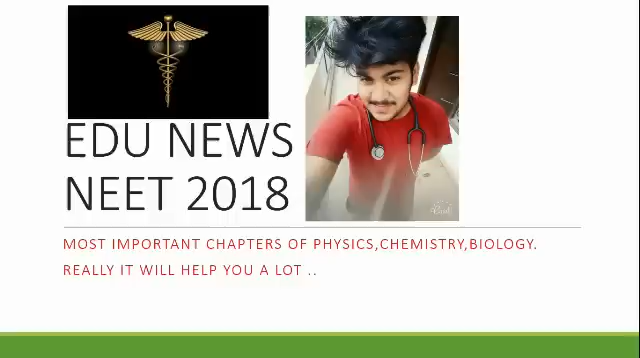 EDU NEWS
NEET 2018
MOST IMPORTANT CHAPTERS OF PHYSICS,CHEMISTRY,BIOLOGY.
REALLY IT WILL HELP YOU A LOT ..